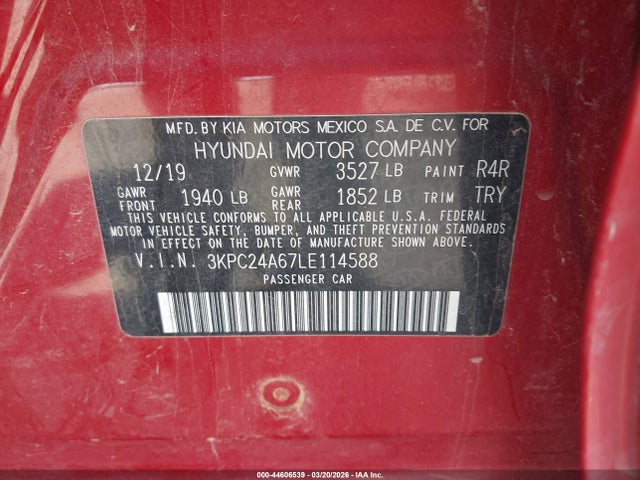 MFD. BY KIA MOTORS MEXICO S.A. DE C.V. FOR
HYUNDAI MOTOR COMPANY
12/19 GVWR 3527 LB PAINT R4R
GAWR FRONT 1940 LB GAWR REAR 1852 LB TRIM TRY
THIS VEHICLE CONFORMS TO ALL APPLICABLE U.S.A. FEDERAL
MOTOR VEHICLE SAFETY, BUMPER, AND THEFT PREVENTION STANDARDS
IN EFFECT ON THE DATE OF MANUFACTURE SHOWN ABOVE.
V.I.N. 3KPC24A67LE114588
PASSENGER CAR
000-44606539 | 03/20/2026 - IAA Inc.